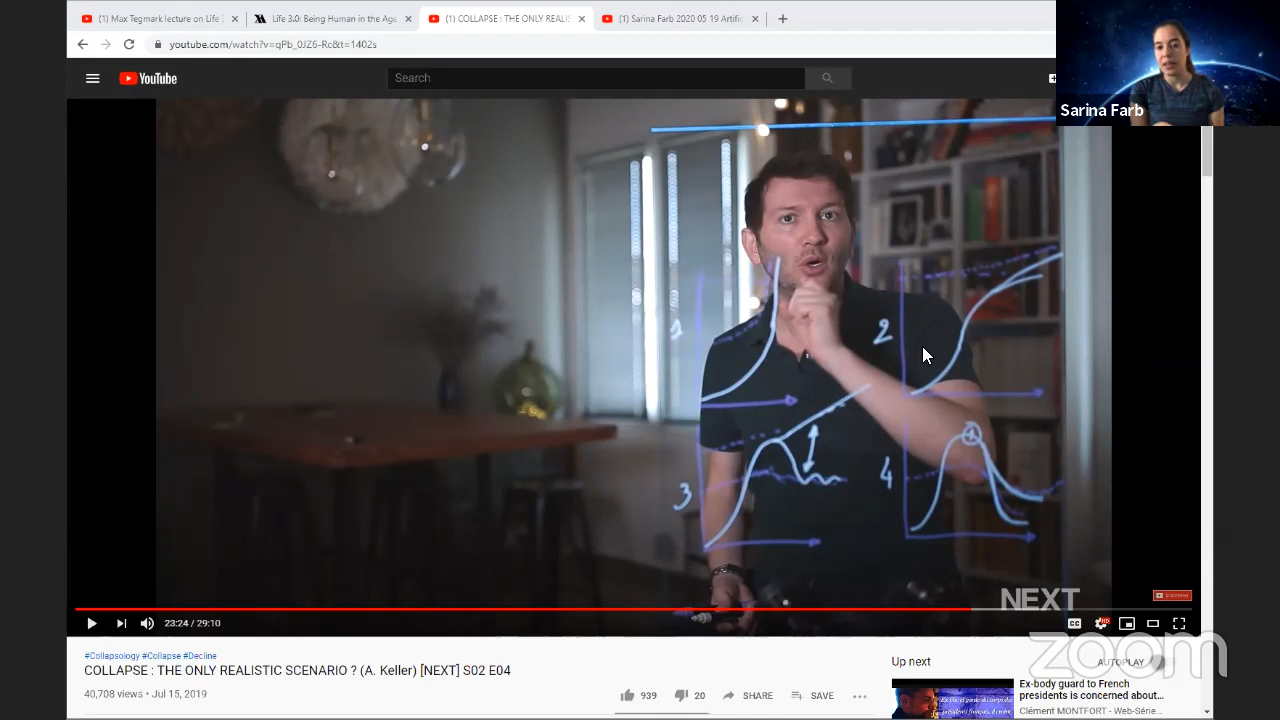 (1) Max Tegmark lecture on Life 3
Life 3.0: Being Human in the Age
(1) COLLAPSE : THE ONLY REALIS
(1) Sarina Farb 2020 05 19 Artific
youtube.com/watch?v=qPb_0JZ6-Rc&t=1402s
YouTube
Search
Sarina Farb
1
2
3
4
NEXT
23:24 / 29:10
CC
HD
zoom
#Collapsology #Collapse #Decline
COLLAPSE : THE ONLY REALISTIC SCENARIO ? (A. Keller) [NEXT] S02 E04
40,708 views • Jul 15, 2019
939
20
SHARE
SAVE
Up next
AUTOPLAY
Ex-body guard to French
presidents is concerned about...
Clément MONTFORT - Web-Série...